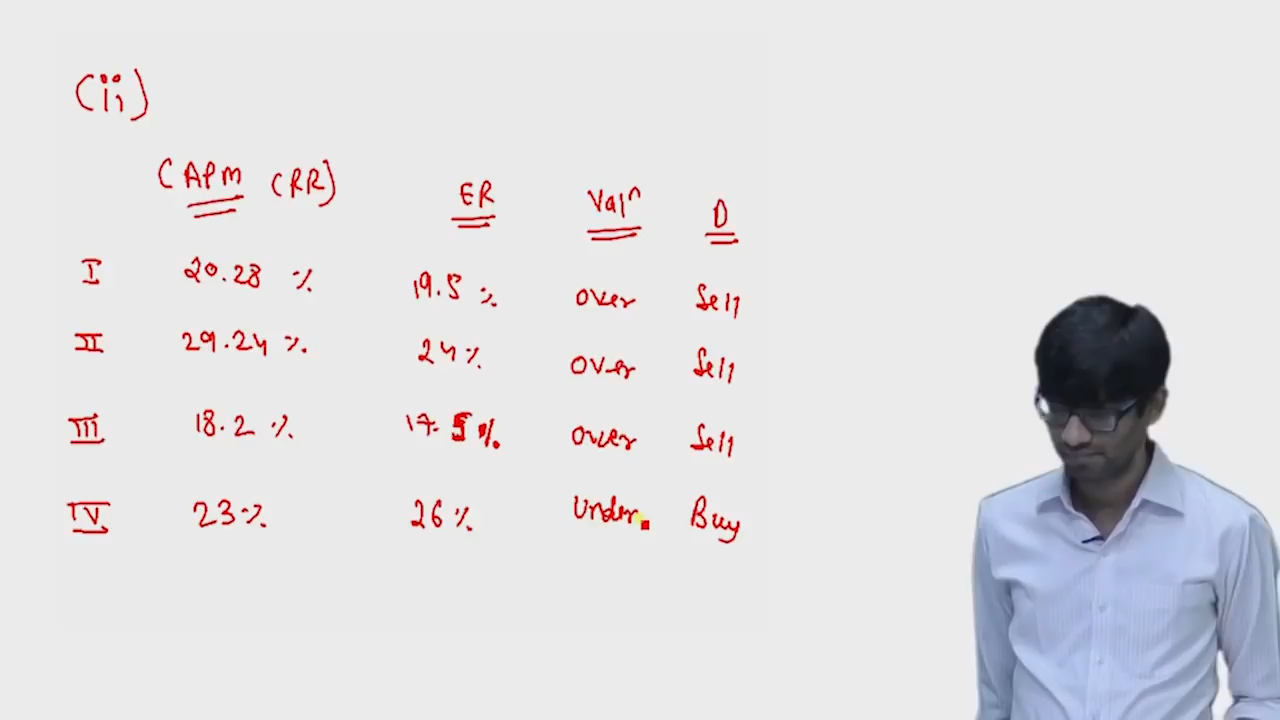 (ii)
CAPM (RR) ER Valⁿ D
I 20.28 % 19.5 % over Sell
II 29.24 % 24 % over Sell
III 18.2 % 17.5 % over Sell
IV 23 % 26 % Under Buy